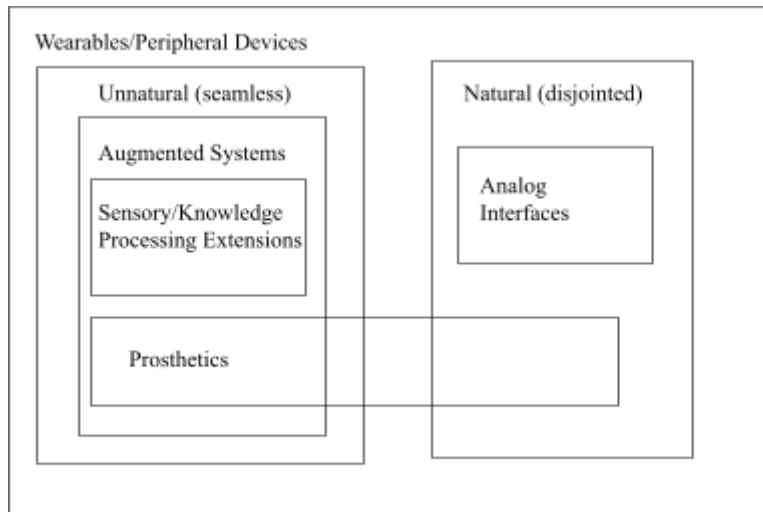 Wearables/Peripheral Devices
Unnatural (seamless)
Natural (disjointed)
Augmented Systems
Sensory/Knowledge
Processing Extensions
Analog
Interfaces
Prosthetics